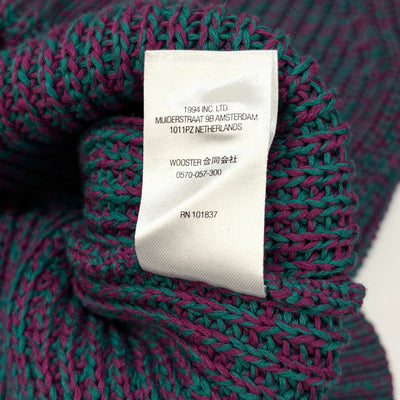 1994 INC. LTD
MUIDERSTRAAT 9B AMSTERDAM
1011PZ NETHERLANDS
WOOSTER 合同会社
0570-057-300
RN 101837